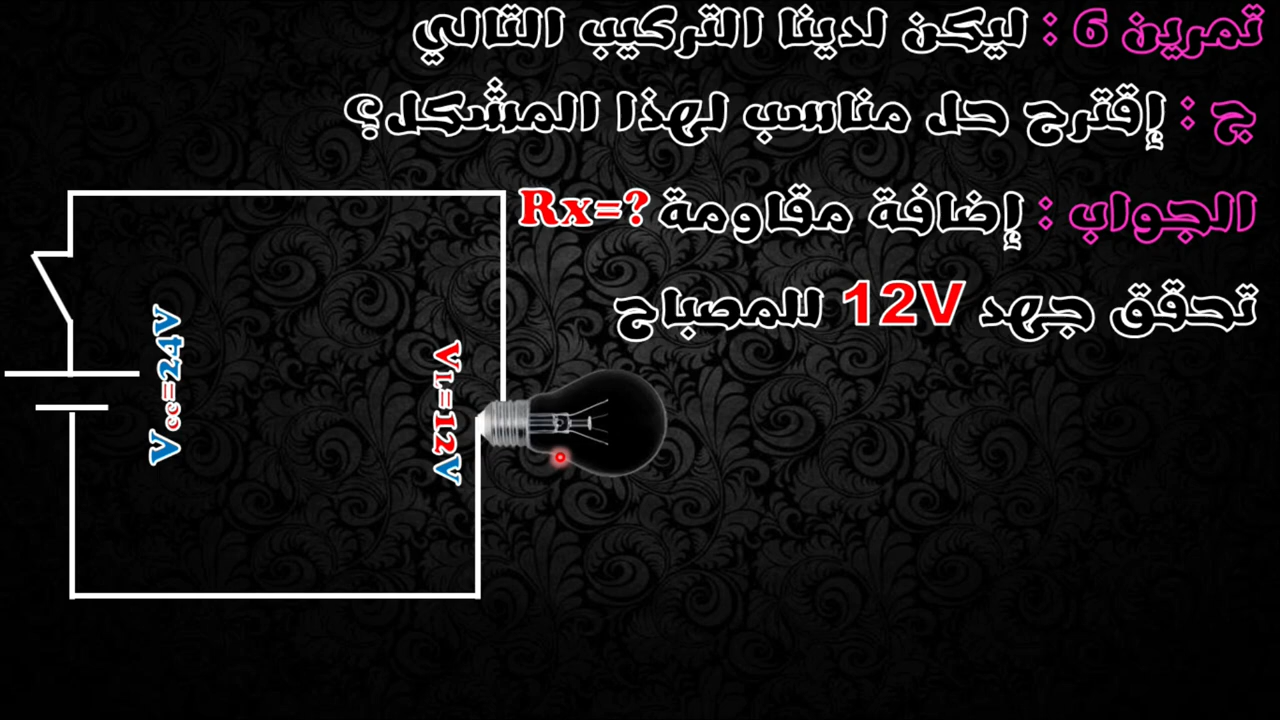 تمرين 6 : ليكن لدينا التركيب التالي
ج : إقترح حل مناسب لهذا المشكل؟
الجواب : إضافة مقاومة Rx=?
تحقق جهد 12V للمصباح
Vcc=24V
VL=12V